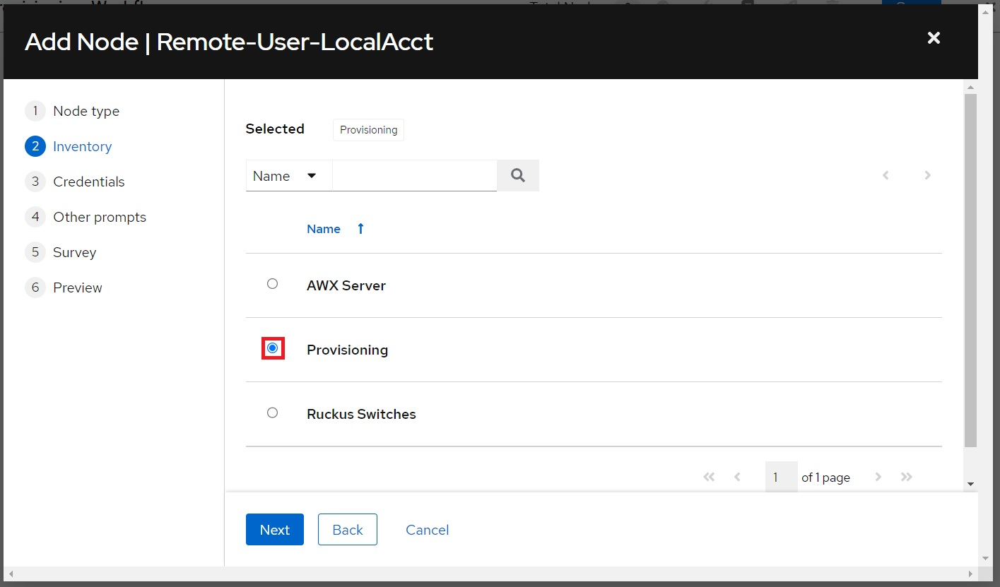 Add Node | Remote-User-LocalAcct
1 Node type
2 Inventory
3 Credentials
4 Other prompts
5 Survey
6 Preview
Selected Provisioning
Name
Name
AWX Server
Provisioning
Ruckus Switches
1 of 1 page
Next Back Cancel